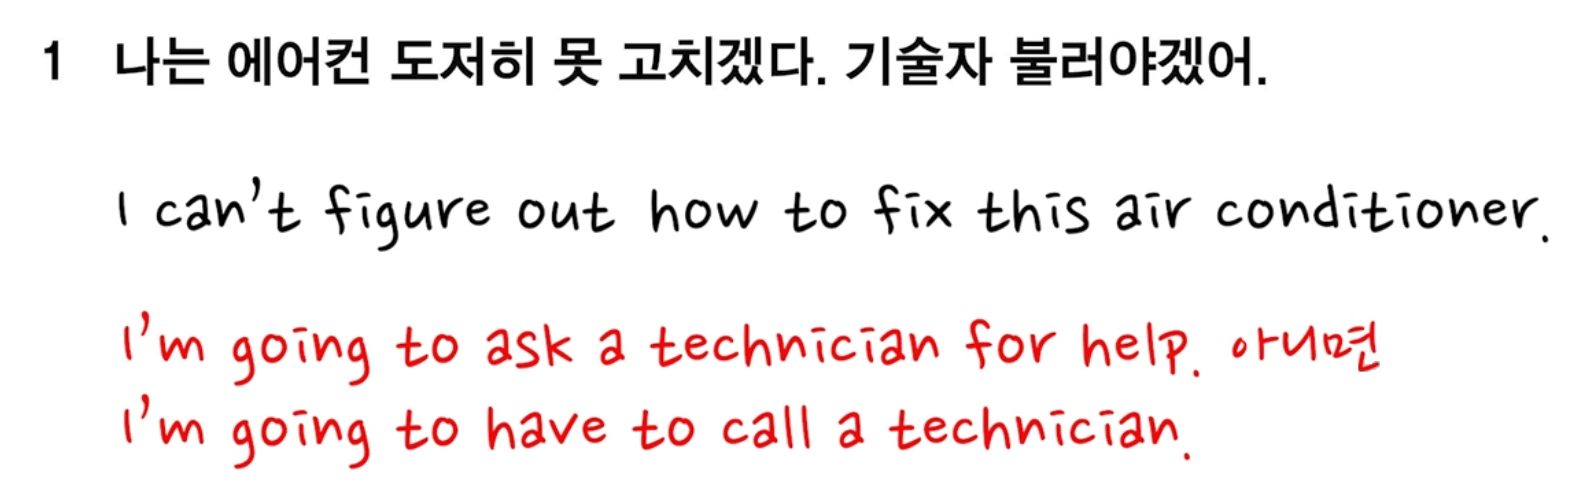 1 나는 에어컨 도저히 못 고치겠다. 기술자 불러야겠어.
I can't figure out how to fix this air conditioner.
I'm going to ask a technician for help. 아니면
I'm going to have to call a technician.